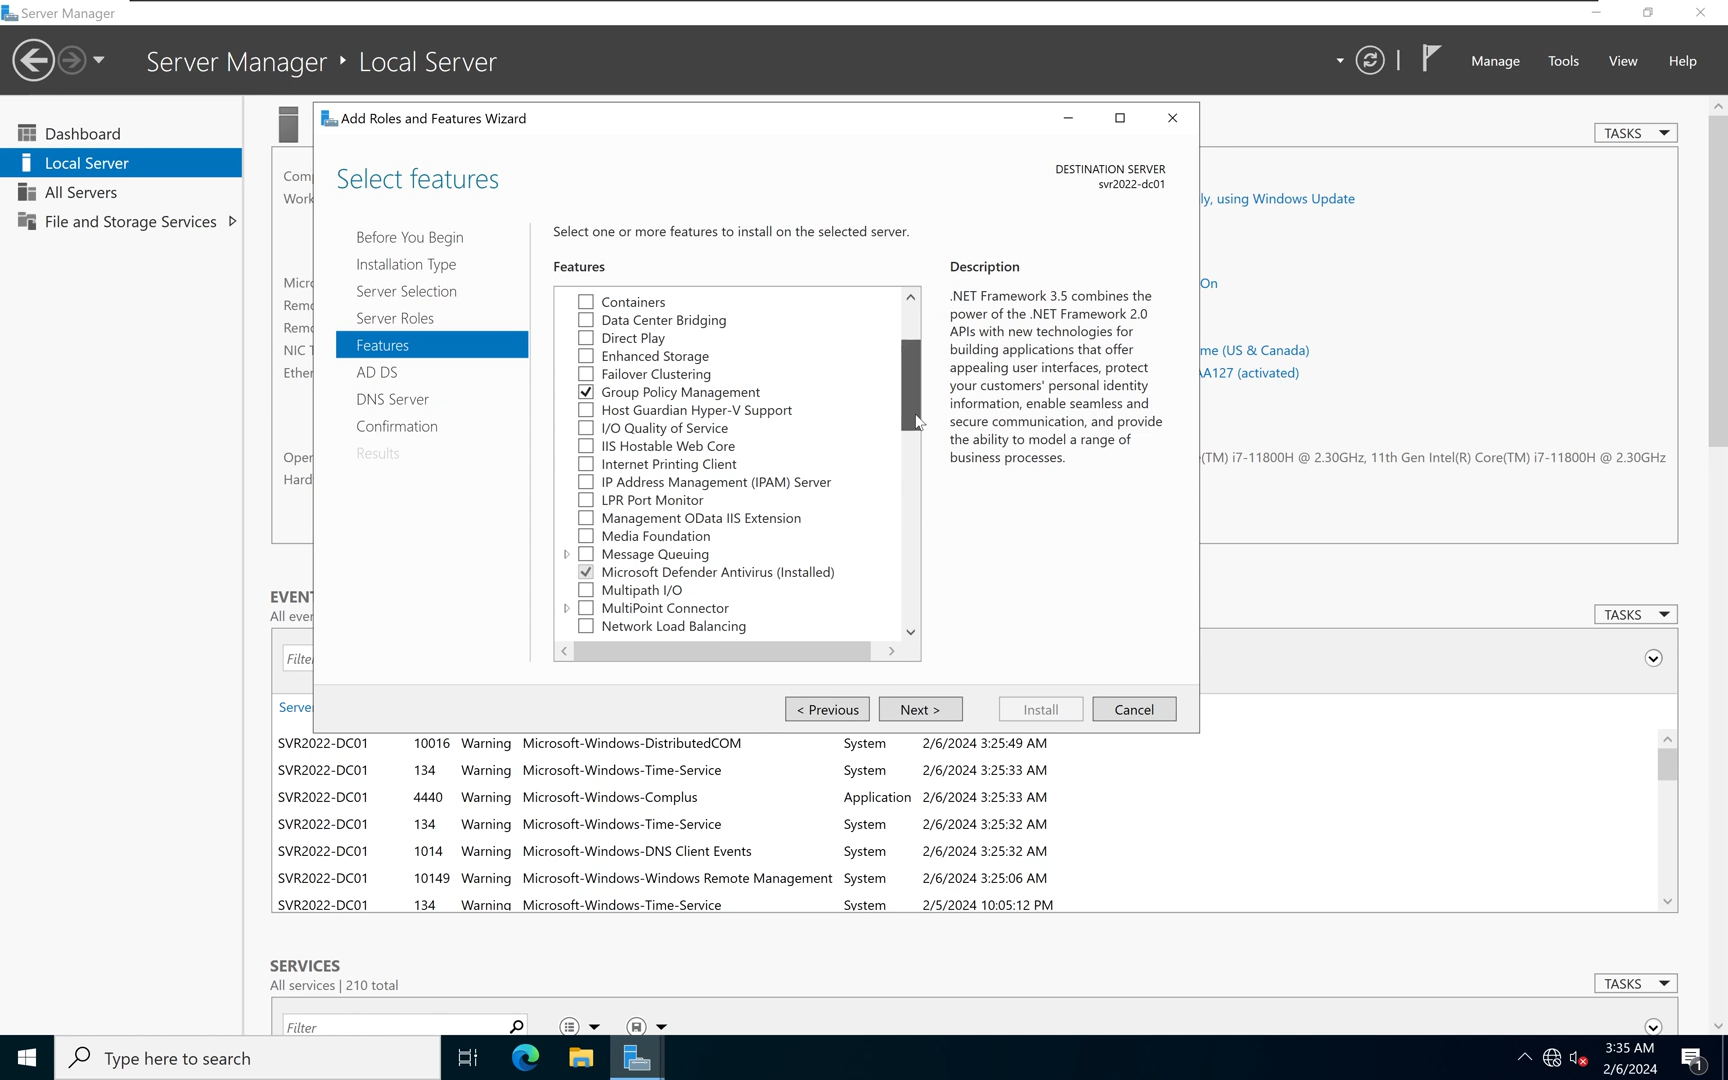 Server Manager
Server Manager ‣ Local Server
Manage
Tools
View
Help
Dashboard
Local Server
All Servers
File and Storage Services
TASKS
Comp
Work
ly, using Windows Update
Micro
On
Remo
Remo
NIC T
me (US & Canada)
Ether
A127 (activated)
Oper
(TM) i7-11800H @ 2.30GHz, 11th Gen Intel(R) Core(TM) i7-11800H @ 2.30GHz
Hard
Add Roles and Features Wizard
Select features
DESTINATION SERVER
svr2022-dc01
Before You Begin
Installation Type
Server Selection
Server Roles
Features
AD DS
DNS Server
Confirmation
Results
Select one or more features to install on the selected server.
Features
Containers
Data Center Bridging
Direct Play
Enhanced Storage
Failover Clustering
Group Policy Management
Host Guardian Hyper-V Support
I/O Quality of Service
IIS Hostable Web Core
Internet Printing Client
IP Address Management (IPAM) Server
LPR Port Monitor
Management OData IIS Extension
Media Foundation
Message Queuing
Microsoft Defender Antivirus (Installed)
Multipath I/O
MultiPoint Connector
Network Load Balancing
Description
.NET Framework 3.5 combines the
power of the .NET Framework 2.0
APIs with new technologies for
building applications that offer
appealing user interfaces, protect
your customers' personal identity
information, enable seamless and
secure communication, and provide
the ability to model a range of
business processes.
< Previous
Next >
Install
Cancel
EVENT
All ever
TASKS
Filte
Serve
SVR2022-DC01 10016 Warning Microsoft-Windows-DistributedCOM System 2/6/2024 3:25:49 AM
SVR2022-DC01 134 Warning Microsoft-Windows-Time-Service System 2/6/2024 3:25:33 AM
SVR2022-DC01 4440 Warning Microsoft-Windows-Complus Application 2/6/2024 3:25:33 AM
SVR2022-DC01 134 Warning Microsoft-Windows-Time-Service System 2/6/2024 3:25:32 AM
SVR2022-DC01 1014 Warning Microsoft-Windows-DNS Client Events System 2/6/2024 3:25:32 AM
SVR2022-DC01 10149 Warning Microsoft-Windows-Windows Remote Management System 2/6/2024 3:25:06 AM
SVR2022-DC01 134 Warning Microsoft-Windows-Time-Service System 2/5/2024 10:05:12 PM
SERVICES
All services | 210 total
TASKS
Filter
Type here to search
3:35 AM
2/6/2024
1